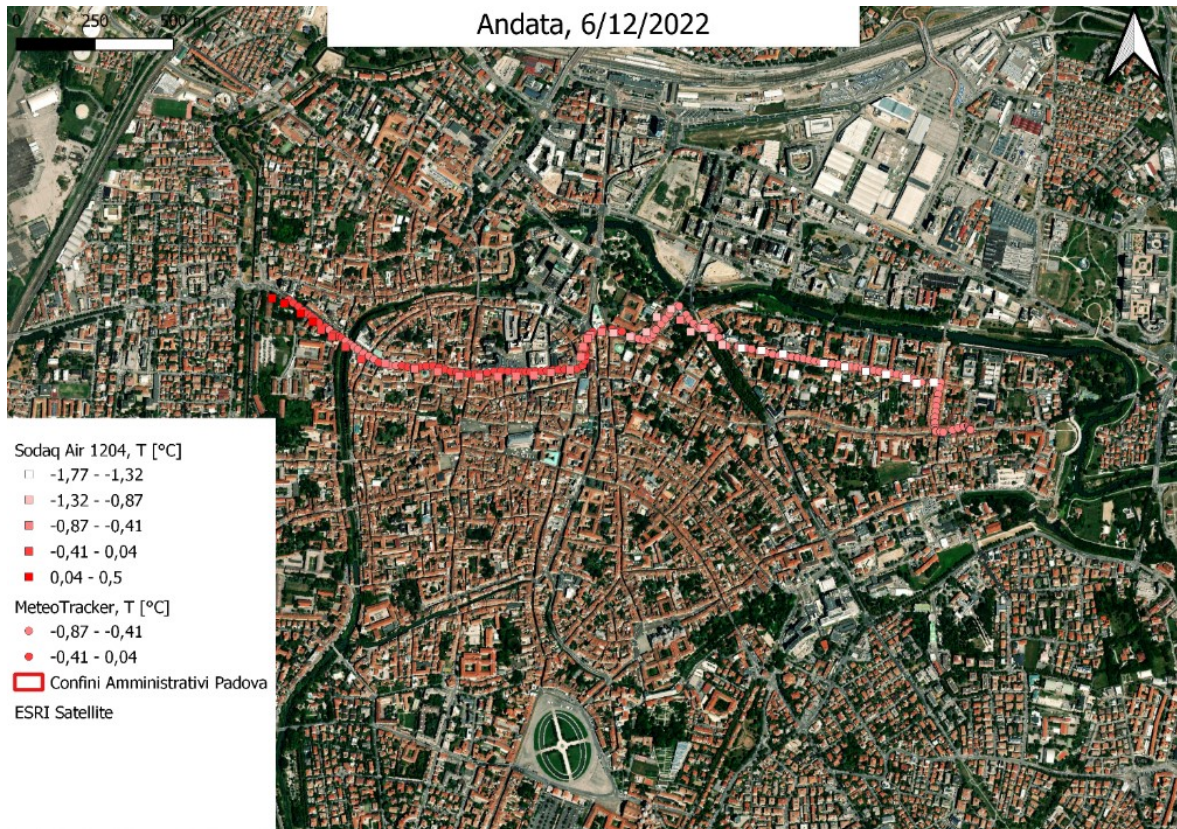 Andata, 6/12/2022
0 250 500 m
Sodaq Air 1204, T [°C]
-1,77 - -1,32
-1,32 - -0,87
-0,87 - -0,41
-0,41 - 0,04
0,04 - 0,5
MeteoTracker, T [°C]
-0,87 - -0,41
-0,41 - 0,04
Confini Amministrativi Padova
ESRI Satellite